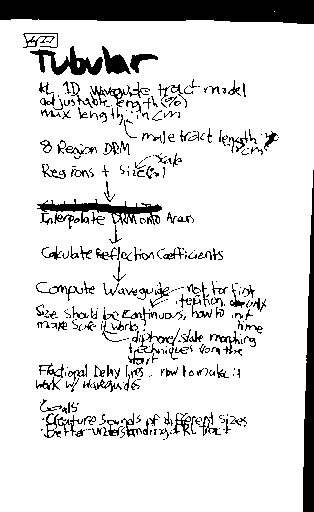 Tubular
KL 1D Waveguide tract model
adjustable length (%)
max length: in cm
male tract length
8 Region DRM
scale
Regions + size(%)
Interpolate DRM onto Areas
Calculate Reflection Coefficients
Compute Waveguide
not for first
iteration, only
Size should be continuous, how to
init
make sure it works?
time
diphone/state morphing
techniques from the
start
Fractional Delay lines... how to make it
work w/ waveguides
Goals:
· Creature sounds of different sizes
· better understanding of KL Tract